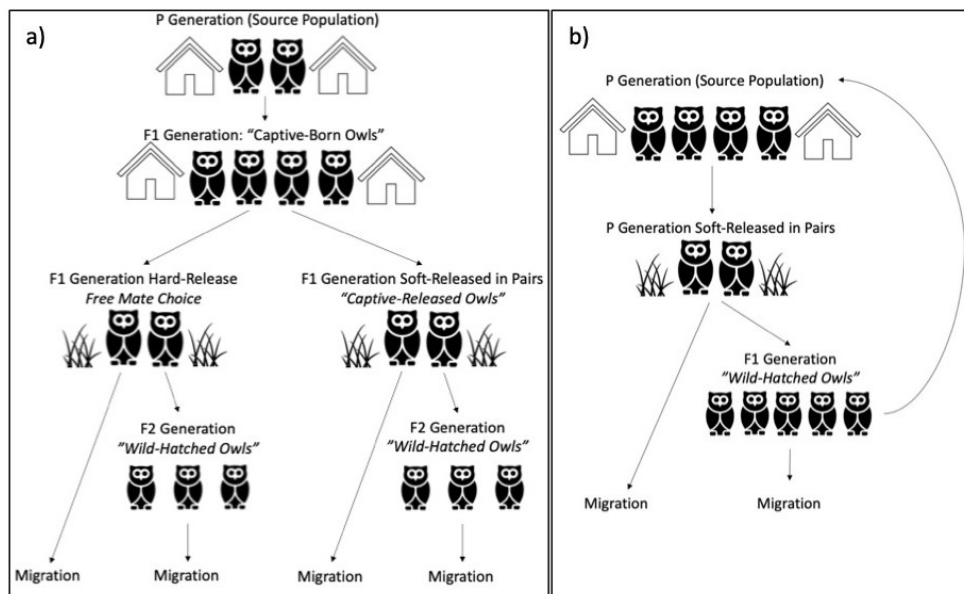 a)
P Generation (Source Population)
F1 Generation: “Captive-Born Owls”
F1 Generation Hard-Release
Free Mate Choice
F1 Generation Soft-Released in Pairs
“Captive-Released Owls”
F2 Generation
“Wild-Hatched Owls”
F2 Generation
“Wild-Hatched Owls”
Migration
Migration
Migration
Migration
b)
P Generation (Source Population)
P Generation Soft-Released in Pairs
F1 Generation
”Wild-Hatched Owls”
Migration
Migration